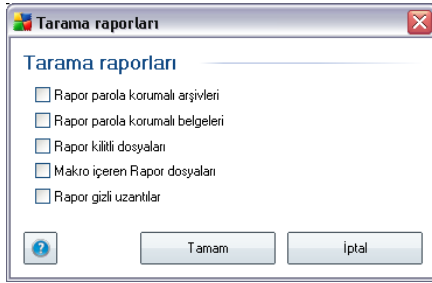 Tarama raporları
Tarama raporları
Rapor parola korumalı arşivleri
Rapor parola korumalı belgeleri
Rapor kilitli dosyaları
Makro içeren Rapor dosyaları
Rapor gizli uzantılar
? Tamam İptal